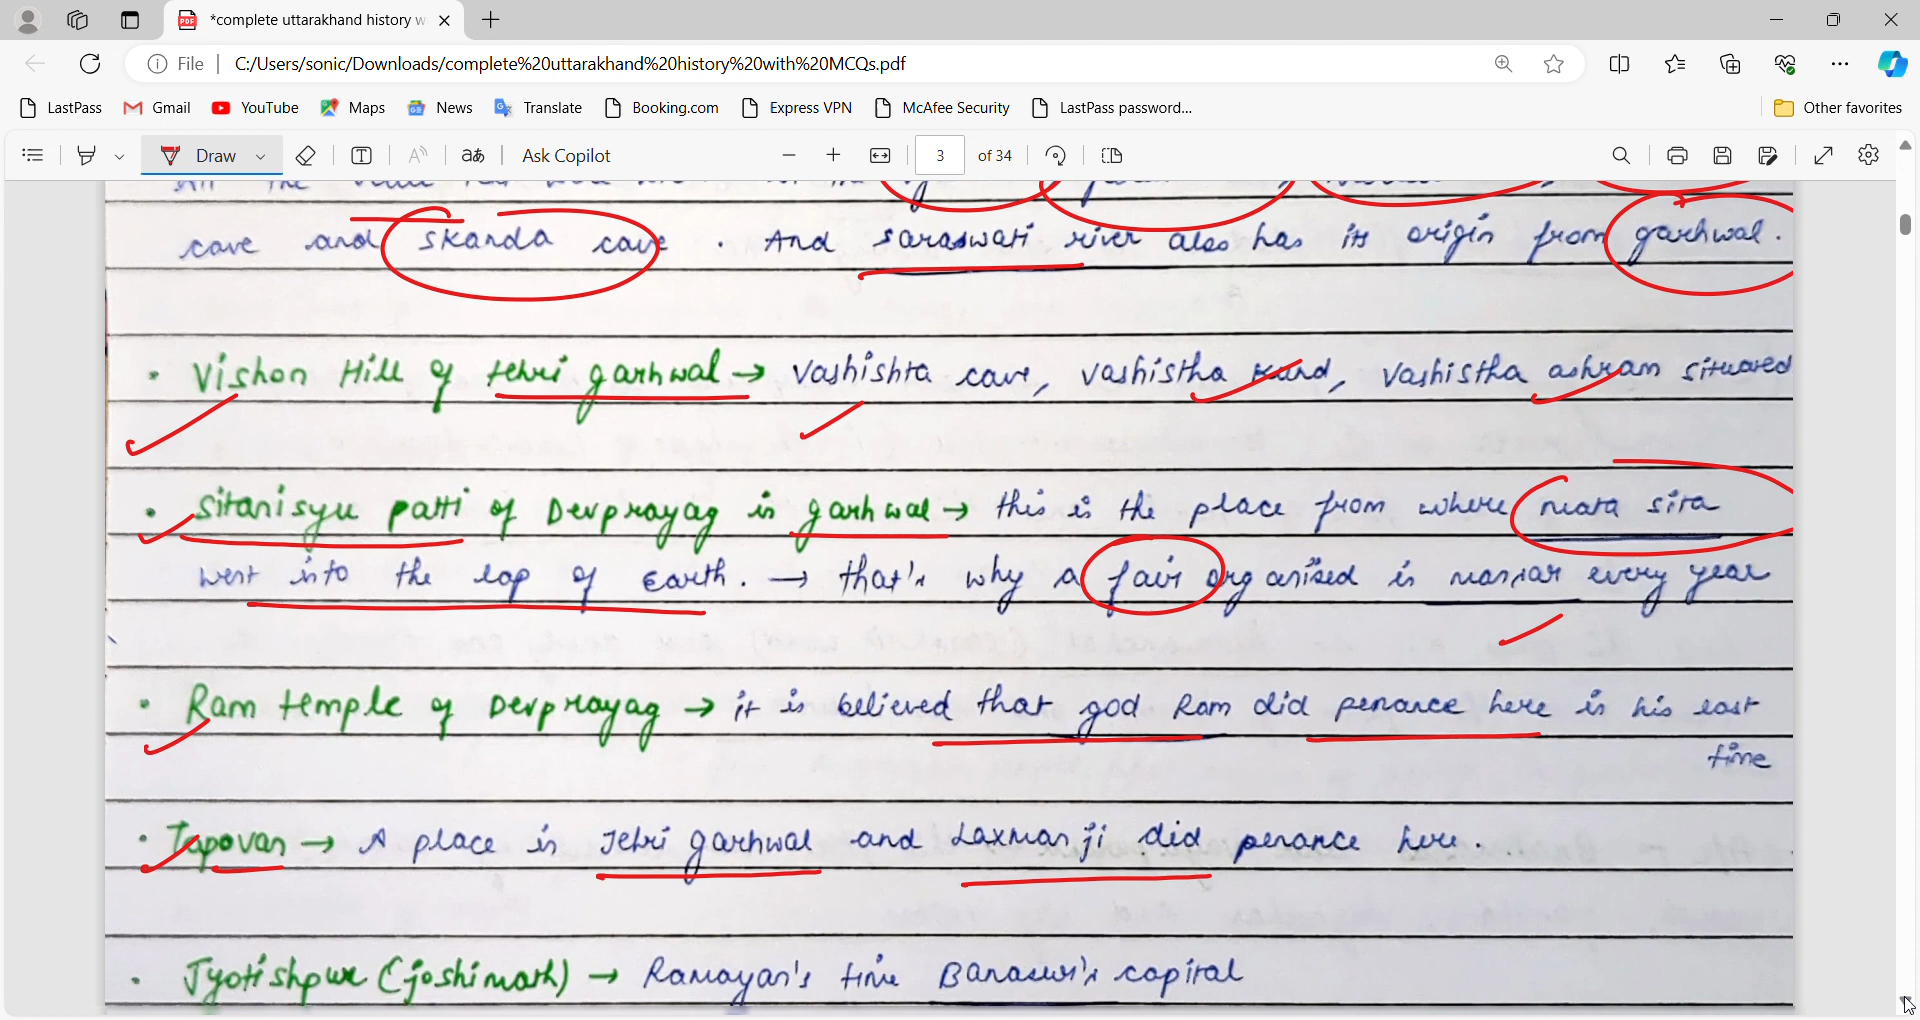 *complete uttarakhand history w
File
C:/Users/sonic/Downloads/complete%20uttarakhand%20history%20with%20MCQs.pdf
LastPass Gmail YouTube Maps News Translate Booking.com Express VPN McAfee Security LastPass password... Other favorites
Draw Ask Copilot 3 of 34
All the
cave and skanda cave . And saraswati river also has its origin from garhwal.
• Vishon Hill of tehri garhwal → Vashishta cave, Vashistha kund, Vashistha ashram situated
• Sitanisyu patti of Devprayag in garhwal → this is the place from where mata sita
went into the lap of Earth. → that's why a fair organised in mansar every year
• Ram temple of Devprayag → it is believed that god Ram did penance here in his last
time
• Tapovan → A place in Tehri garhwal and Laxman ji did penance here.
• Jyotishpur (joshimath) → Ramayan's time Banasur's capital